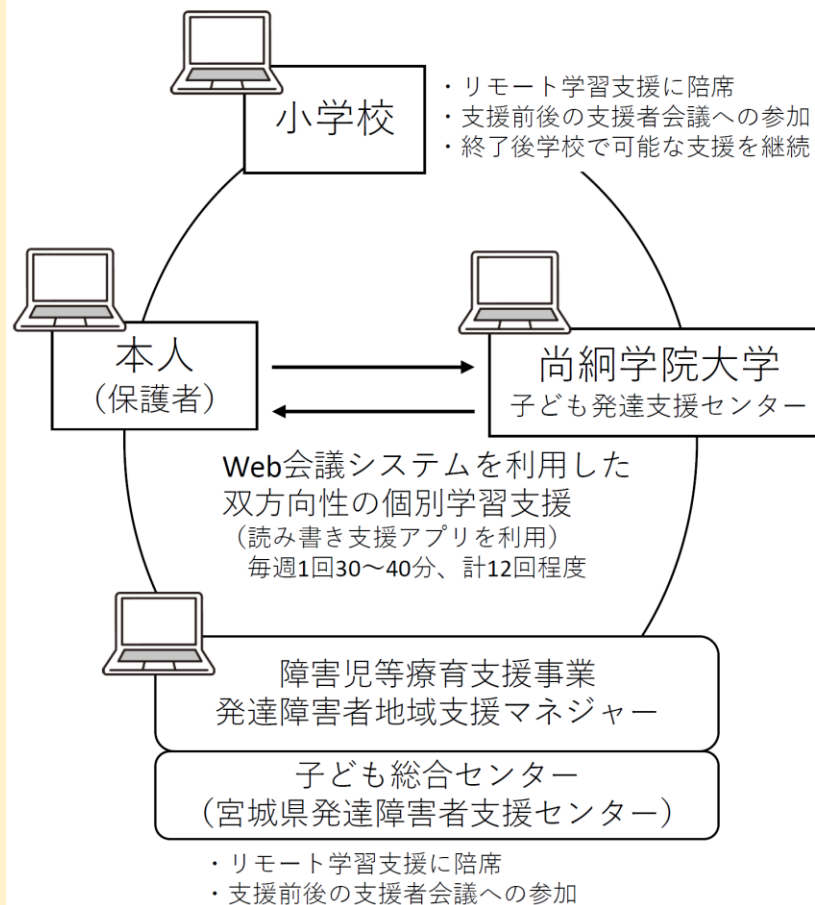 小学校
・リモート学習支援に陪席
・支援前後の支援者会議への参加
・終了後学校で可能な支援を継続
本人
（保護者）
尚絅学院大学
子ども発達支援センター
Web会議システムを利用した
双方向性の個別学習支援
（読み書き支援アプリを利用）
毎週1回30～40分、計12回程度
障害児等療育支援事業
発達障害者地域支援マネジャー
子ども総合センター
（宮城県発達障害者支援センター）
・リモート学習支援に陪席
・支援前後の支援者会議への参加